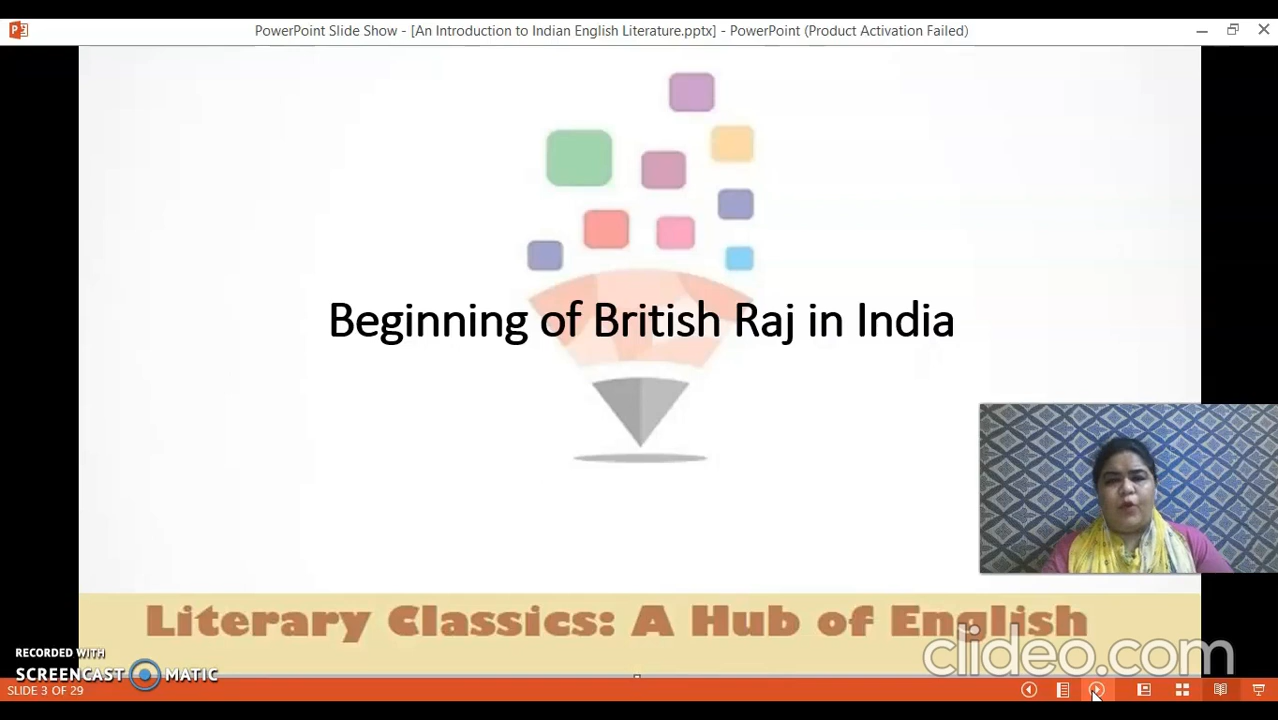 PowerPoint Slide Show - [An Introduction to Indian English Literature.pptx] - PowerPoint (Product Activation Failed)
Beginning of British Raj in India
Literary Classics: A Hub of English
clideo.com
RECORDED WITH
SCREENCAST MATIC
SLIDE 3 OF 29